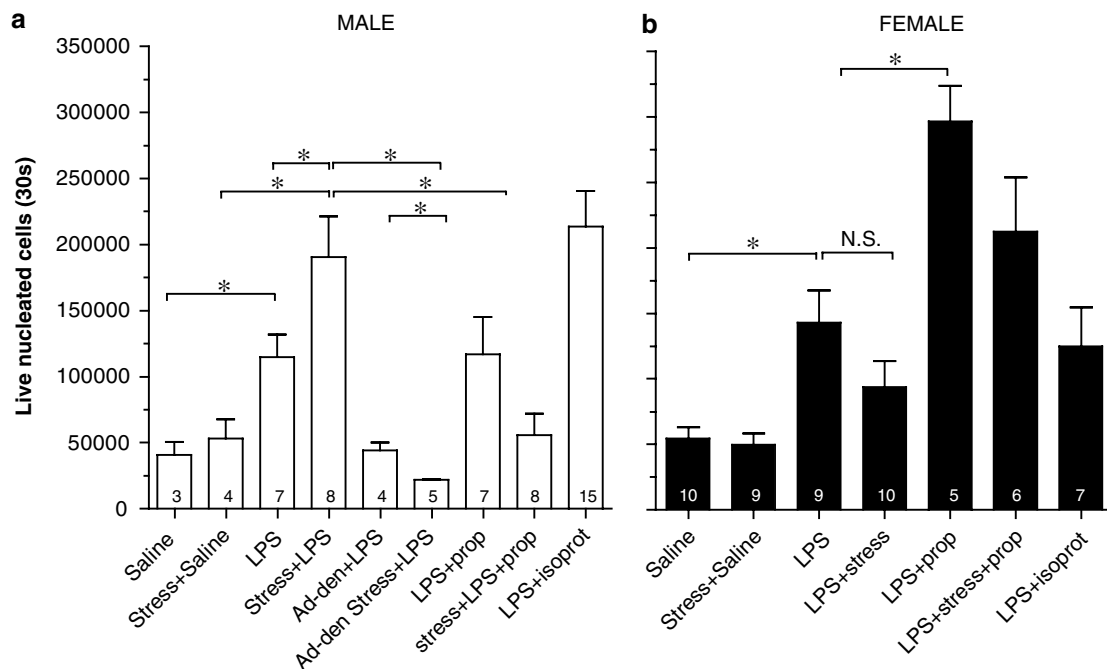 a
MALE
Live nucleated cells (30s)
350000
300000
250000
200000
150000
100000
50000
0
*
*
*
*
*
*
3
4
7
8
4
5
7
8
15
Saline
Stress+Saline
LPS
Stress+LPS
Ad-den+LPS
Ad-den Stress+LPS
LPS+prop
stress+LPS+prop
LPS+isoprot
b
FEMALE
*
*
N.S.
10
9
9
10
5
6
7
Saline
Stress+Saline
LPS
LPS+stress
LPS+prop
LPS+stress+prop
LPS+isoprot